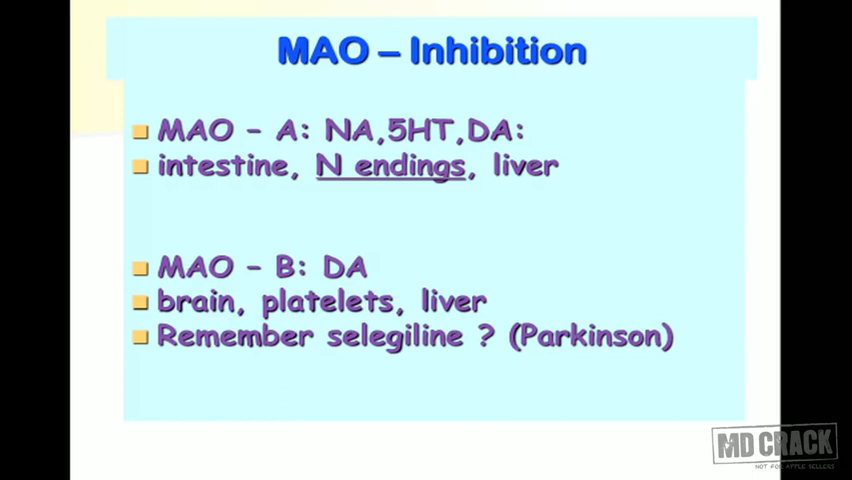 MAO – Inhibition
MAO – A: NA,5HT,DA:
intestine, N endings, liver
MAO – B: DA
brain, platelets, liver
Remember selegiline ? (Parkinson)
MD CRACK
NOT FOR APPLE SELLERS